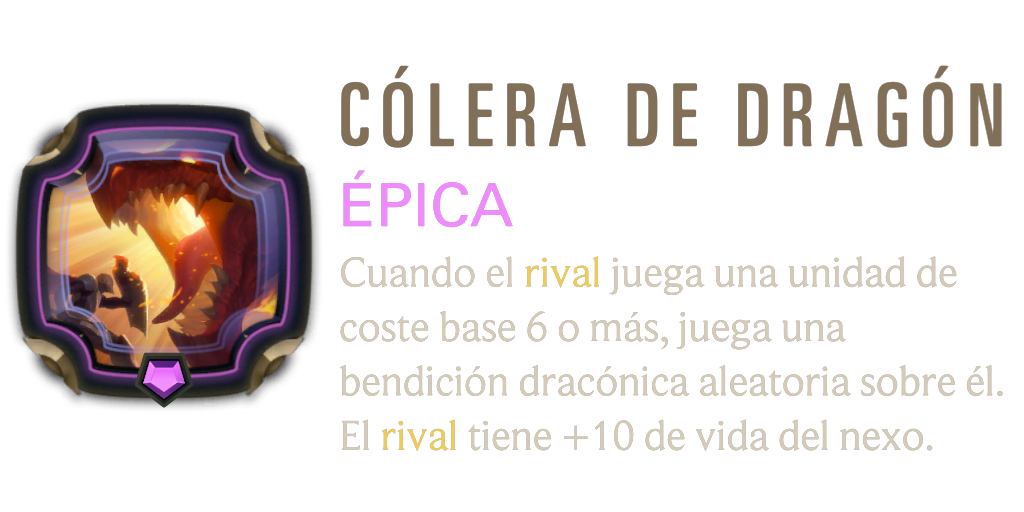 CÓLERA DE DRAGÓN
ÉPICA
Cuando el rival juega una unidad de
coste base 6 o más, juega una
bendición dracónica aleatoria sobre él.
El rival tiene +10 de vida del nexo.